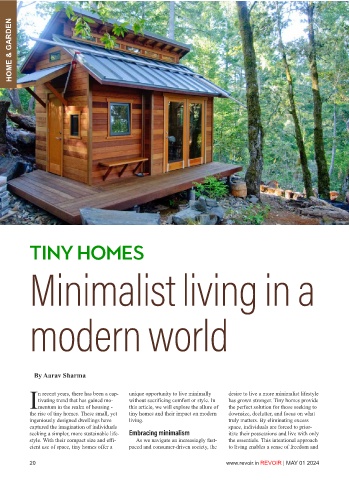 HOME & GARDEN
TINY HOMES
Minimalist living in a
modern world
By Aarav Sharma
In recent years, there has been a cap-
tivating trend that has gained mo-
mentum in the realm of housing -
the rise of tiny homes. These small, yet
ingeniously designed dwellings have
captured the imagination of individuals
seeking a simpler, more sustainable life-
style. With their compact size and effi-
cient use of space, tiny homes offer a
unique opportunity to live minimally
without sacrificing comfort or style. In
this article, we will explore the allure of
tiny homes and their impact on modern
living.
Embracing minimalism
As we navigate an increasingly fast-
paced and consumer-driven society, the
desire to live a more minimalist lifestyle
has grown stronger. Tiny homes provide
the perfect solution for those seeking to
downsize, declutter, and focus on what
truly matters. By eliminating excess
space, individuals are forced to prior-
itize their possessions and live with only
the essentials. This intentional approach
to living enables a sense of freedom and
20
www.revoir.in REVOIR | MAY 01 2024